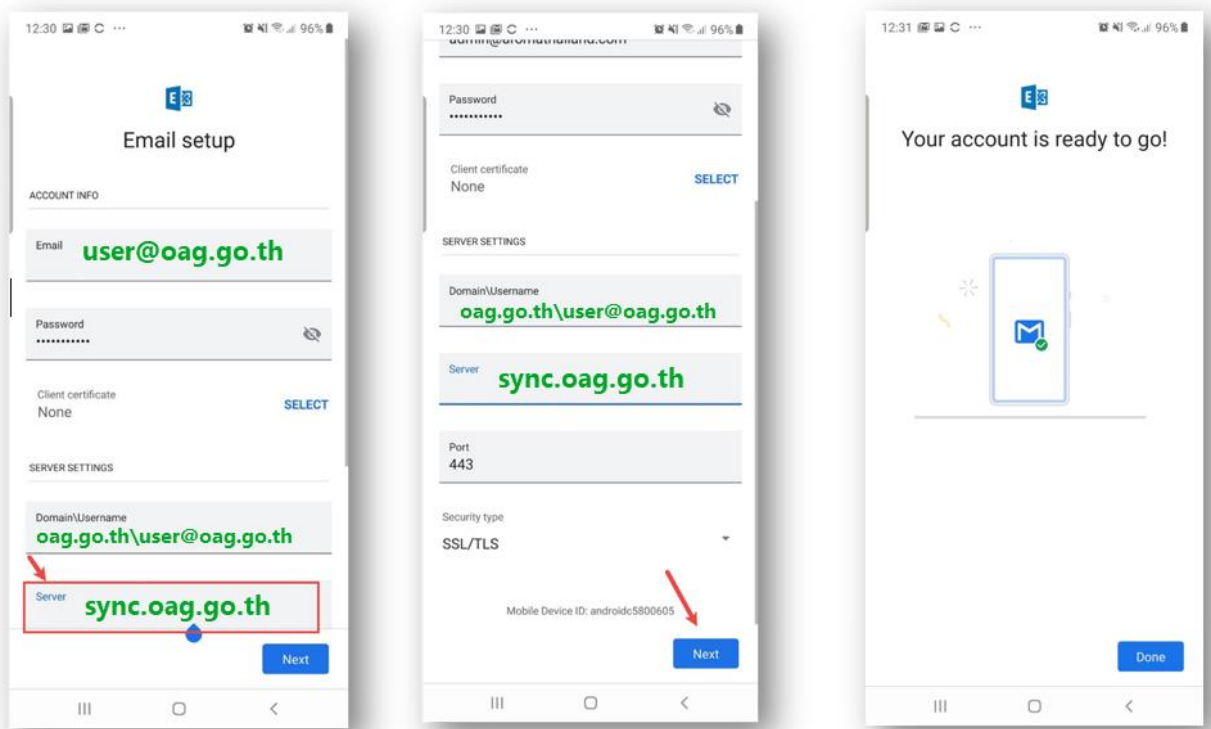 12:30
96%
Email setup
ACCOUNT INFO
Email
user@oag.go.th
Password
•••••••••••
Client certificate
None
SELECT
SERVER SETTINGS
Domain\Username
oag.go.th\user@oag.go.th
Server
sync.oag.go.th
Next
12:30
96%
admin@aromathailand.com
Password
•••••••••••
Client certificate
None
SELECT
SERVER SETTINGS
Domain\Username
oag.go.th\user@oag.go.th
Server
sync.oag.go.th
Port
443
Security type
SSL/TLS
Mobile Device ID: androidc5800605
Next
12:31
96%
Your account is ready to go!
Done